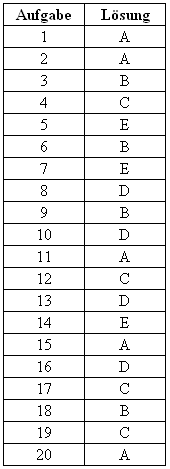 Aufgabe Lösung
1 A
2 A
3 B
4 C
5 E
6 B
7 E
8 D
9 B
10 D
11 A
12 C
13 D
14 E
15 A
16 D
17 C
18 B
19 C
20 A